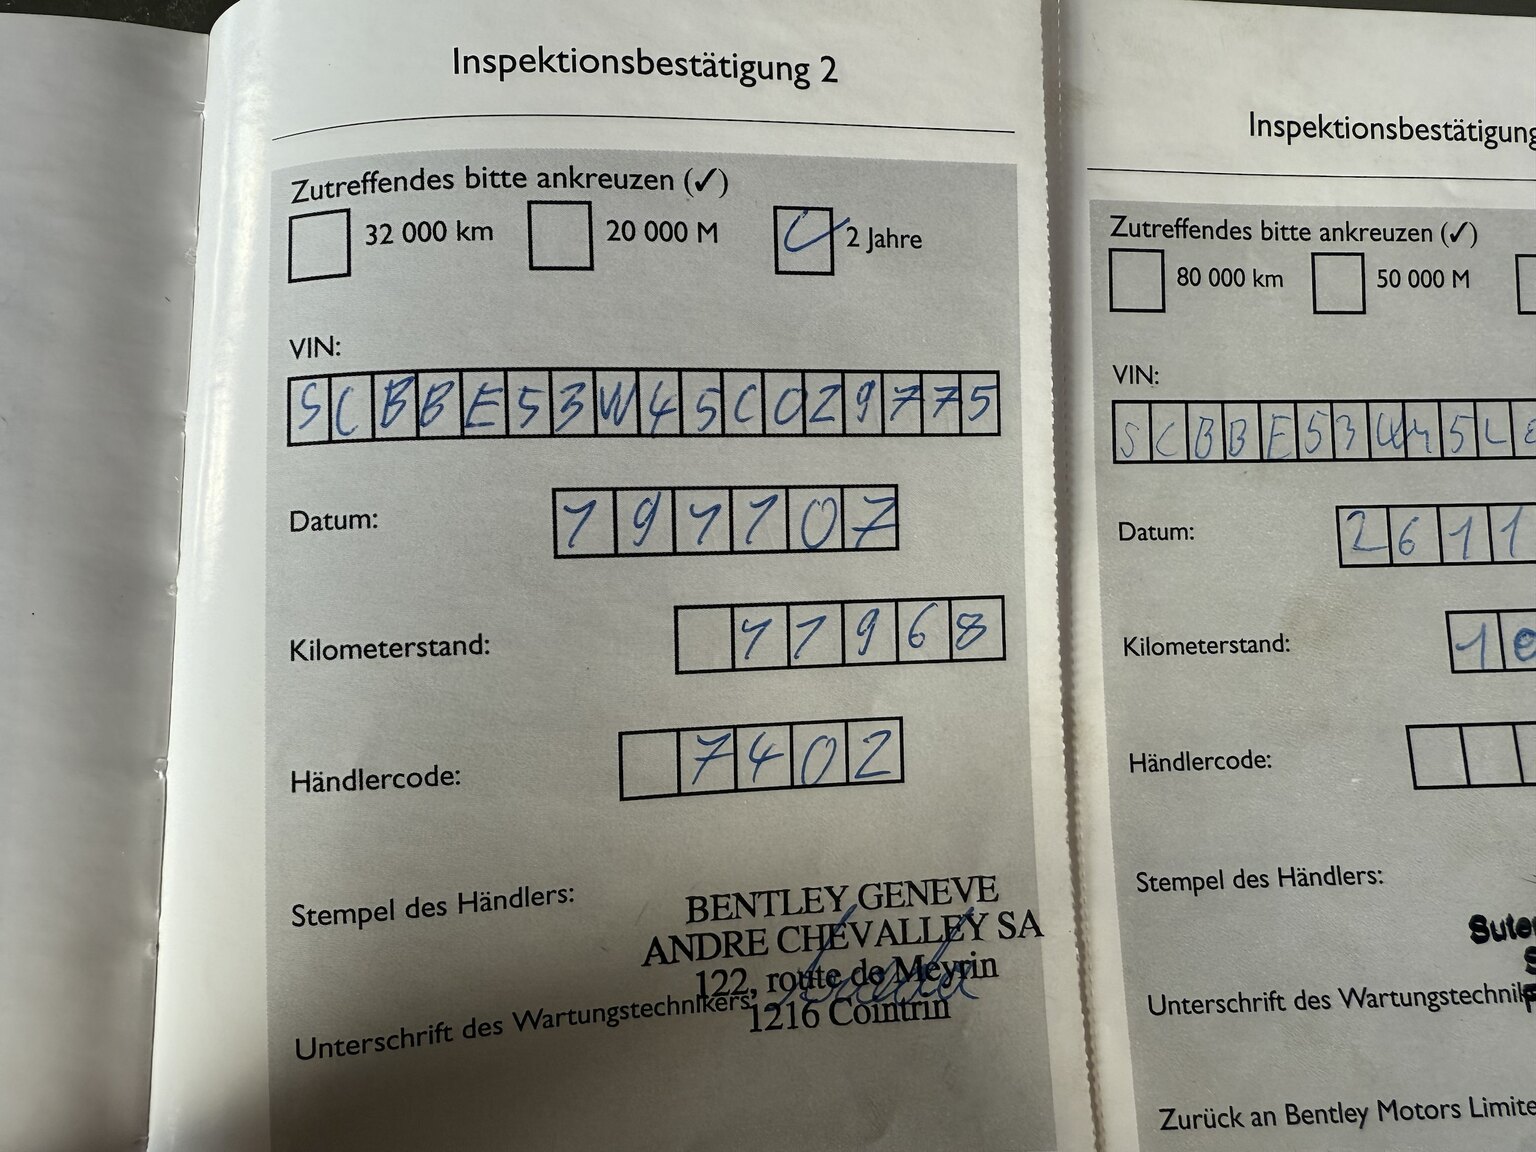 Inspektionsbestätigung 2
Zutreffendes bitte ankreuzen (✓)
32 000 km 20 000 M 2 Jahre
VIN:
SCBBE53W45C029775
Datum:
191107
Kilometerstand:
11968
Händlercode:
7402
Stempel des Händlers:
BENTLEY GENEVE
ANDRE CHEVALLEY SA
122, route de Meyrin
1216 Cointrin
Unterschrift des Wartungstechnikers:
Inspektionsbestätigung
Zutreffendes bitte ankreuzen (✓)
80 000 km 50 000 M
VIN:
SCBBE53W45C
Datum:
2611
Kilometerstand:
10
Händlercode:
Stempel des Händlers:
Unterschrift des Wartungstechnik
Zurück an Bentley Motors Limite